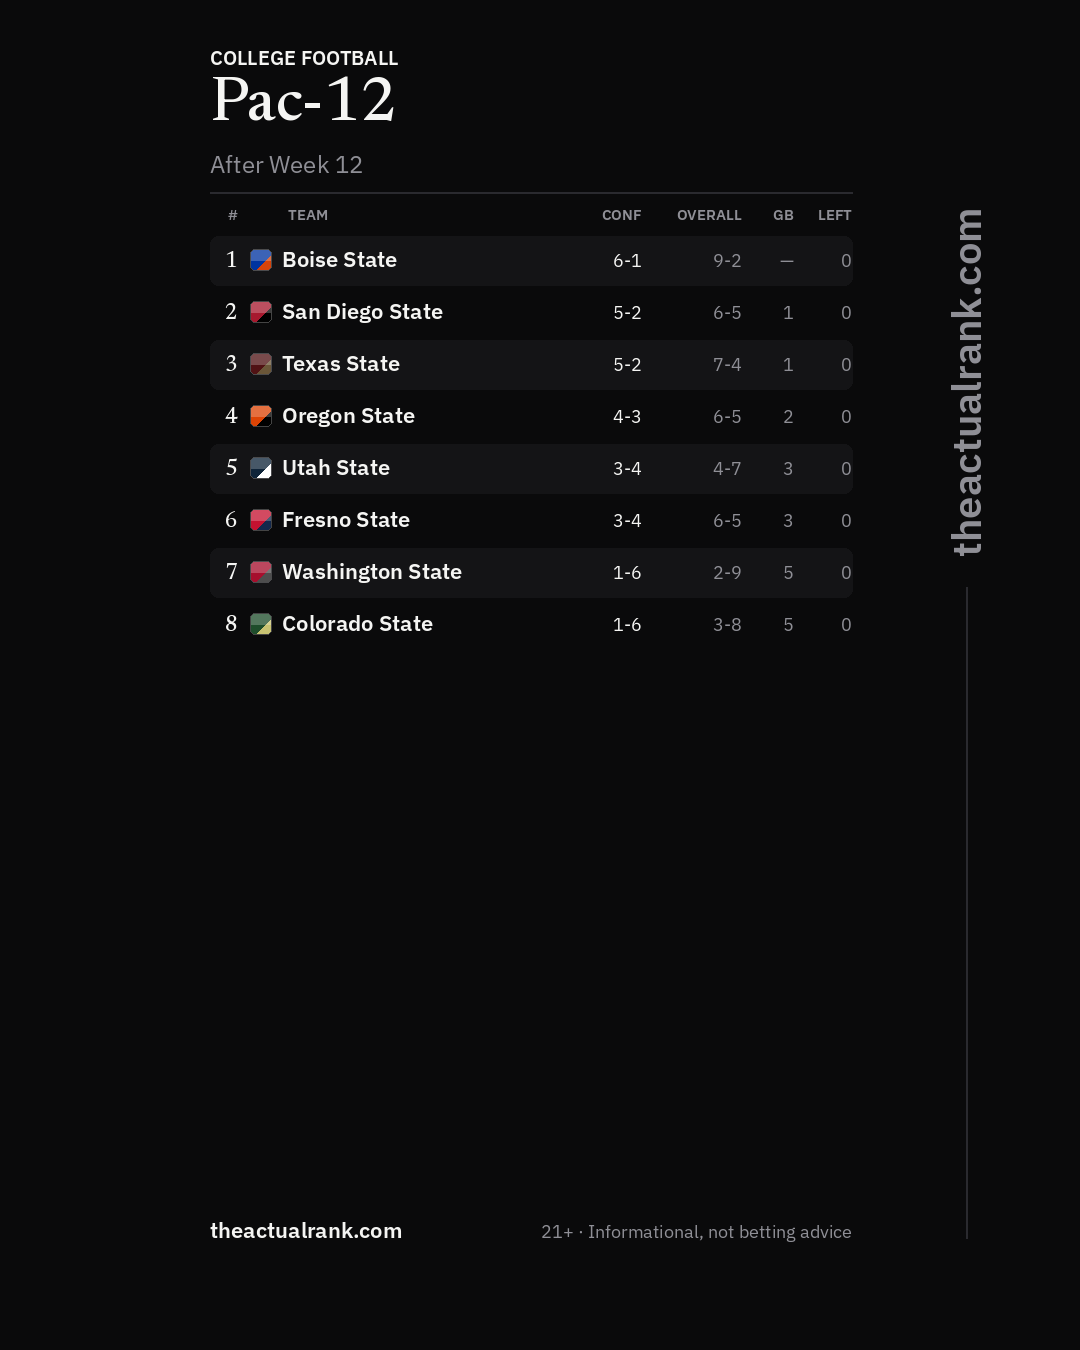 COLLEGE FOOTBALL
Pac-12
After Week 12
# TEAM CONF OVERALL GB LEFT
1 Boise State 6-1 9-2 — 0
2 San Diego State 5-2 6-5 1 0
3 Texas State 5-2 7-4 1 0
4 Oregon State 4-3 6-5 2 0
5 Utah State 3-4 4-7 3 0
6 Fresno State 3-4 6-5 3 0
7 Washington State 1-6 2-9 5 0
8 Colorado State 1-6 3-8 5 0
theactualrank.com
theactualrank.com 21+ · Informational, not betting advice